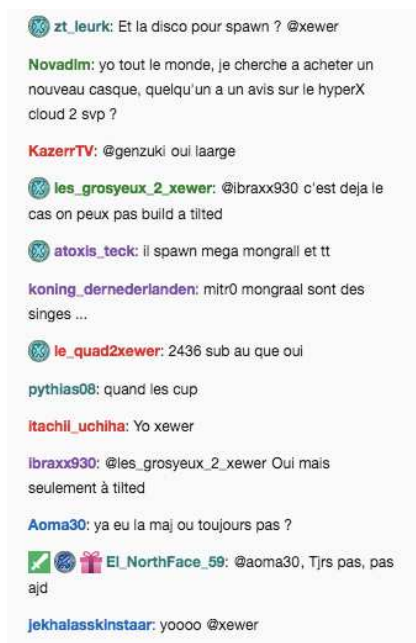 zt_leurk: Et la disco pour spawn ? @xewer
Novadlm: yo tout le monde, je cherche a acheter un
nouveau casque, quelqu'un a un avis sur le hyperX
cloud 2 svp ?
KazerrTV: @genzuki oui laarge
les_grosyeux_2_xewer: @ibraxx930 c'est deja le
cas on peux pas build a tilted
atoxis_teck: il spawn mega mongrall et tt
koning_dernederlanden: mitr0 mongraal sont des
singes ...
le_quad2xewer: 2436 sub au que oui
pythias08: quand les cup
itachii_uchiha: Yo xewer
ibraxx930: @les_grosyeux_2_xewer Oui mais
seulement à tilted
Aoma30: ya eu la maj ou toujours pas ?
El_NorthFace_59: @aoma30, Tjrs pas, pas
ajd
jekhalasskinstaar: yoooo @xewer